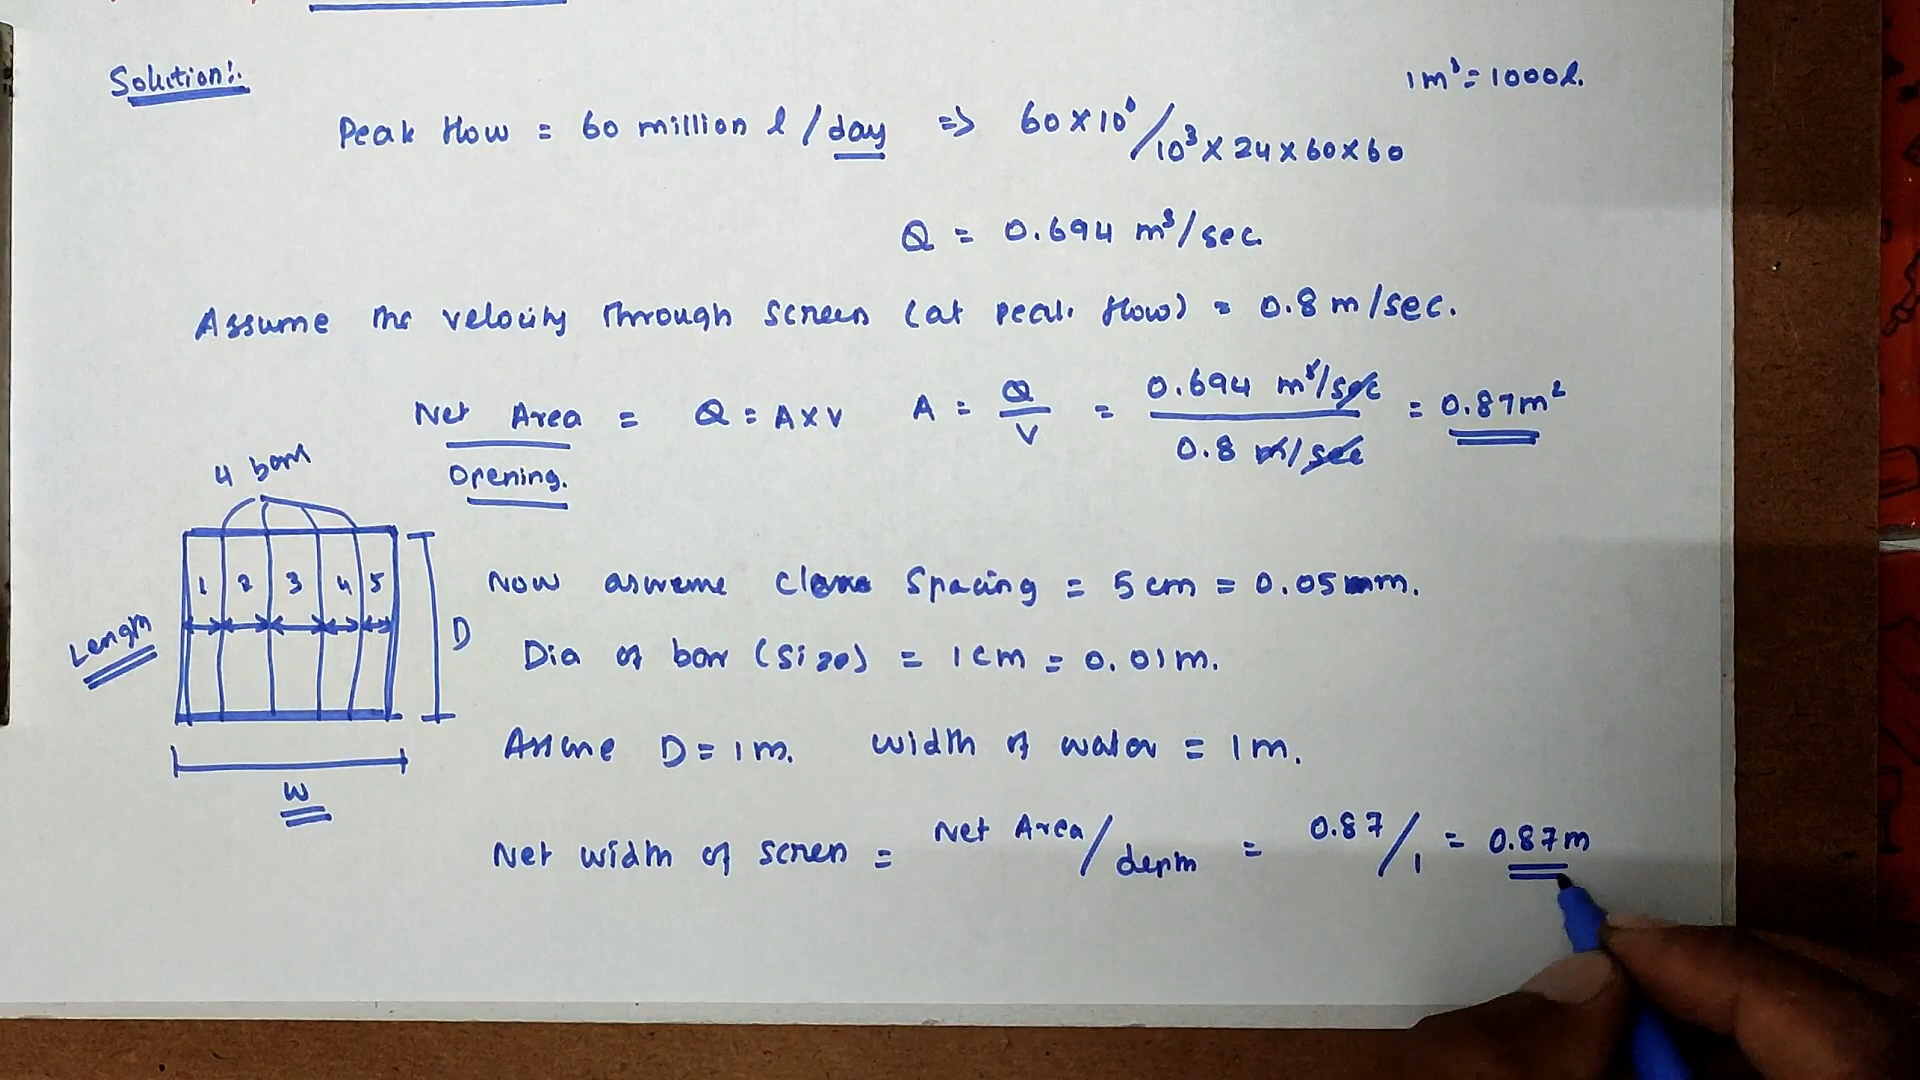 Solution:.
1m³ = 1000l.
Peak flow = 60 million l / day => 60 x 10⁶ / 10³ x 24 x 60 x 60
Q = 0.694 m³/sec.
Assume the velocity through screen (at peak flow) = 0.8 m/sec.
Net Area Opening. = Q = A x V A = Q/V = 0.694 m³/sec / 0.8 m/sec = 0.87m²
4 bars
1 2 3 4 5
Length
D
W
Now assume clear spacing = 5 cm = 0.05 m.
Dia of bar (size) = 1 cm = 0.01m.
Assume D = 1 m. width of water = 1 m.
Net width of screen = Net Area / depth = 0.87 / 1 = 0.87m